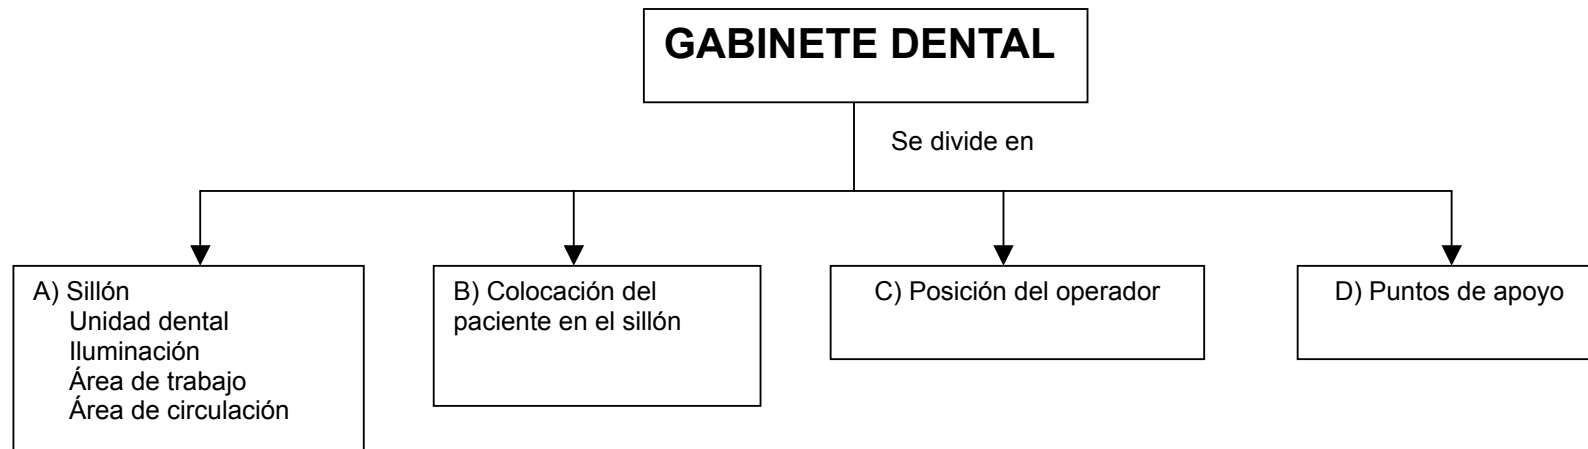 GABINETE DENTAL
Se divide en
A) Sillón
Unidad dental
Iluminación
Área de trabajo
Área de circulación
B) Colocación del
paciente en el sillón
C) Posición del operador
D) Puntos de apoyo